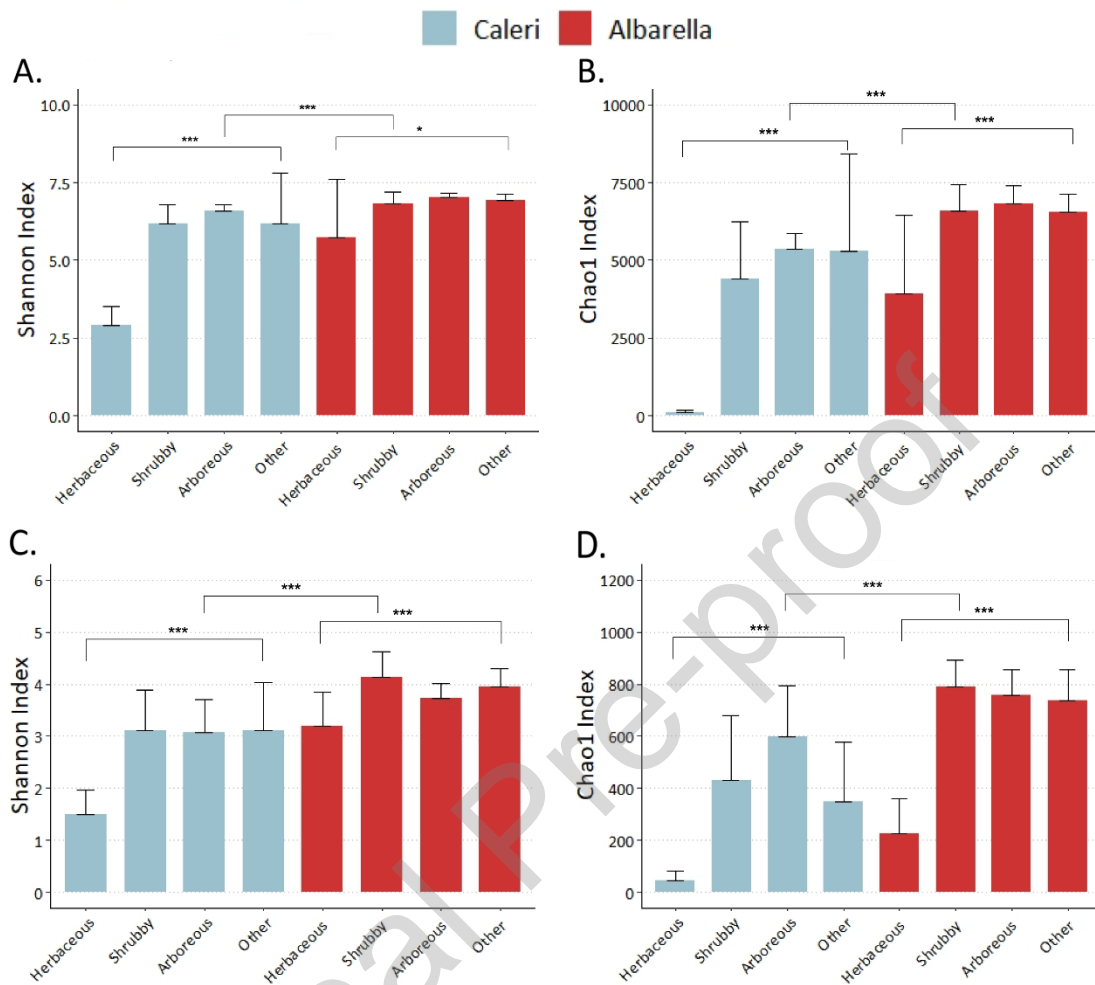 Caleri Albarella
A.
Shannon Index
10.0
7.5
5.0
2.5
0.0
***
***
*
Herbaceous
Shrubby
Arboreous
Other
Herbaceous
Shrubby
Arboreous
Other
B.
Chao1 Index
10000
7500
5000
2500
0
***
***
***
Herbaceous
Shrubby
Arboreous
Other
Herbaceous
Shrubby
Arboreous
Other
C.
Shannon Index
6
5
4
3
2
1
0
***
***
***
Herbaceous
Shrubby
Arboreous
Other
Herbaceous
Shrubby
Arboreous
Other
D.
Chao1 Index
1200
1000
800
600
400
200
0
***
***
***
Herbaceous
Shrubby
Arboreous
Other
Herbaceous
Shrubby
Arboreous
Other
Pre-proof